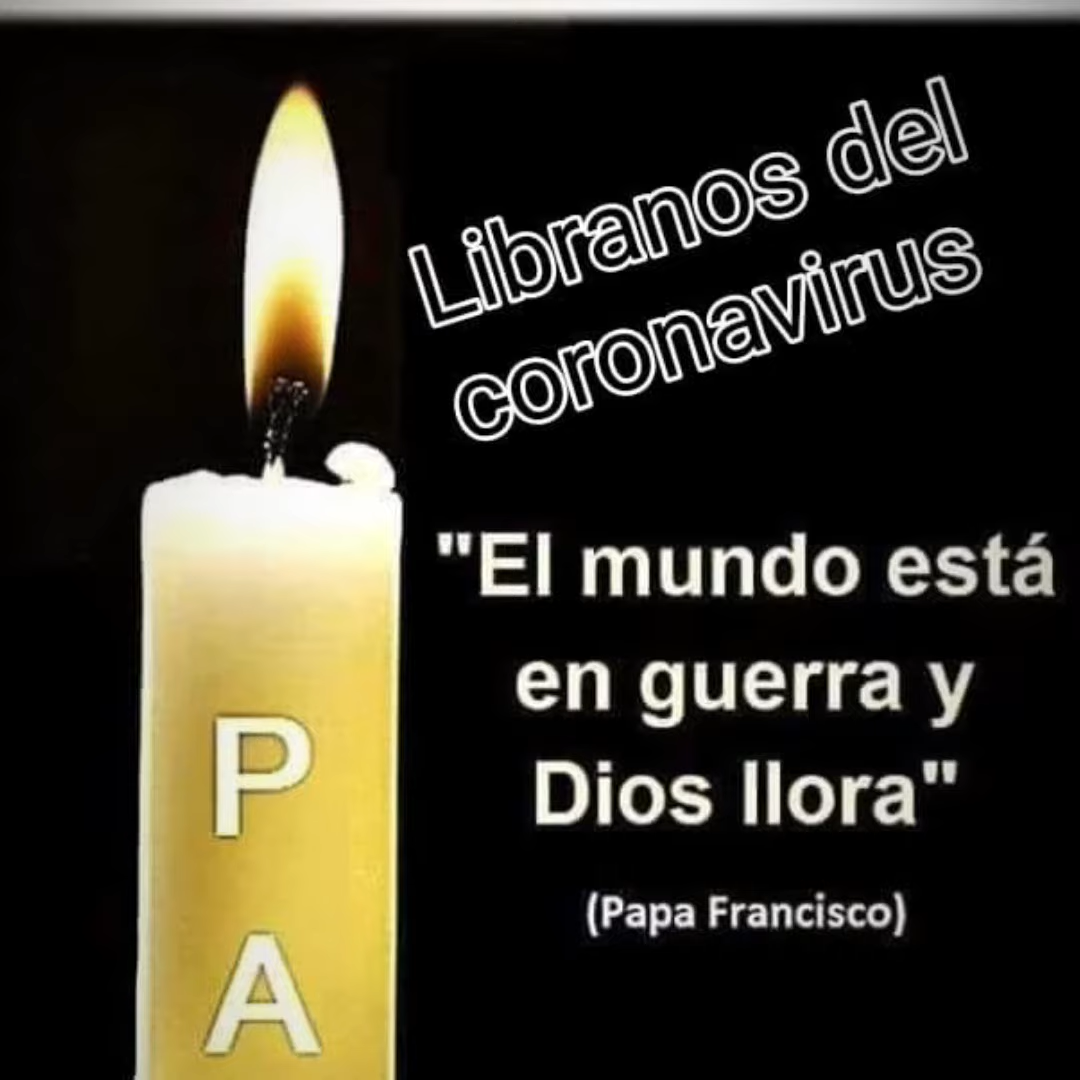 Libranos del
coronavirus
"El mundo está
en guerra y
Dios llora"
(Papa Francisco)
P
A